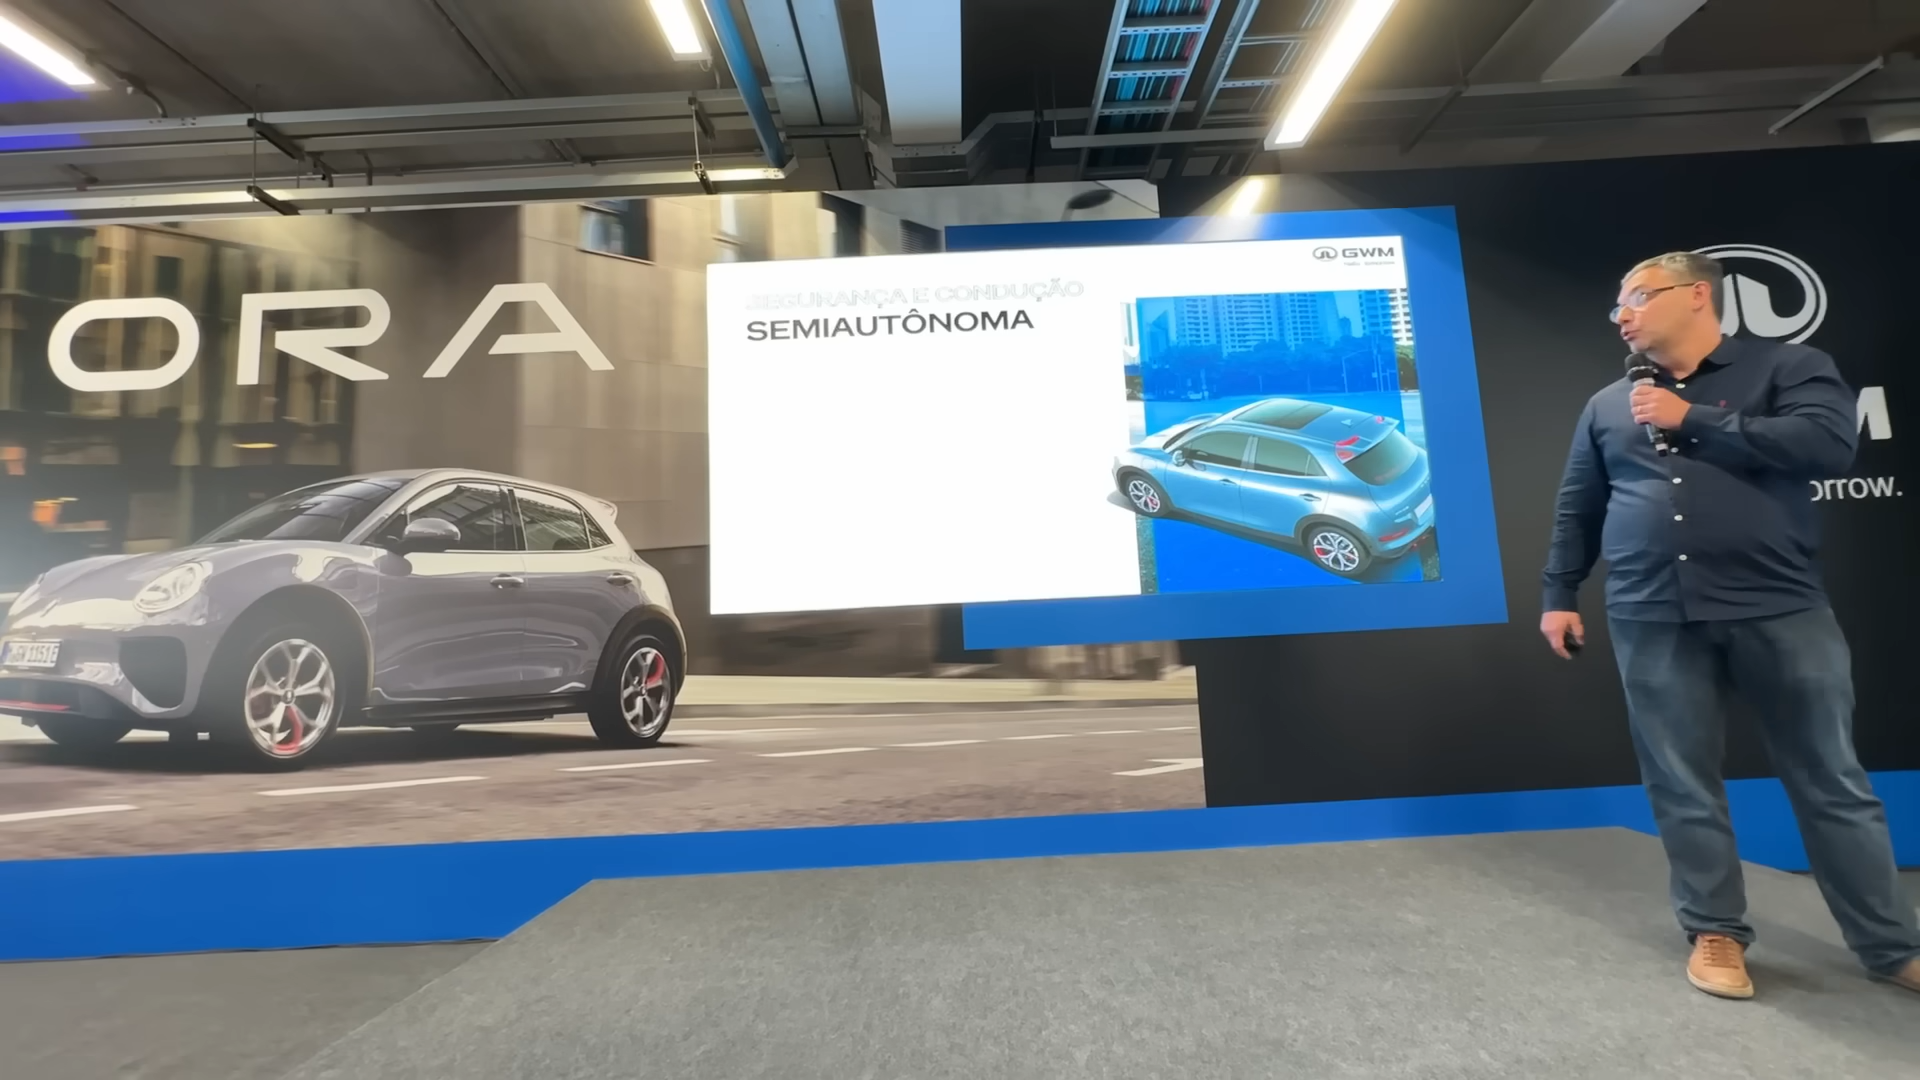 ORA
GWM
SEGURANÇA E CONDUÇÃO
SEMIAUTÔNOMA
M
orrow.